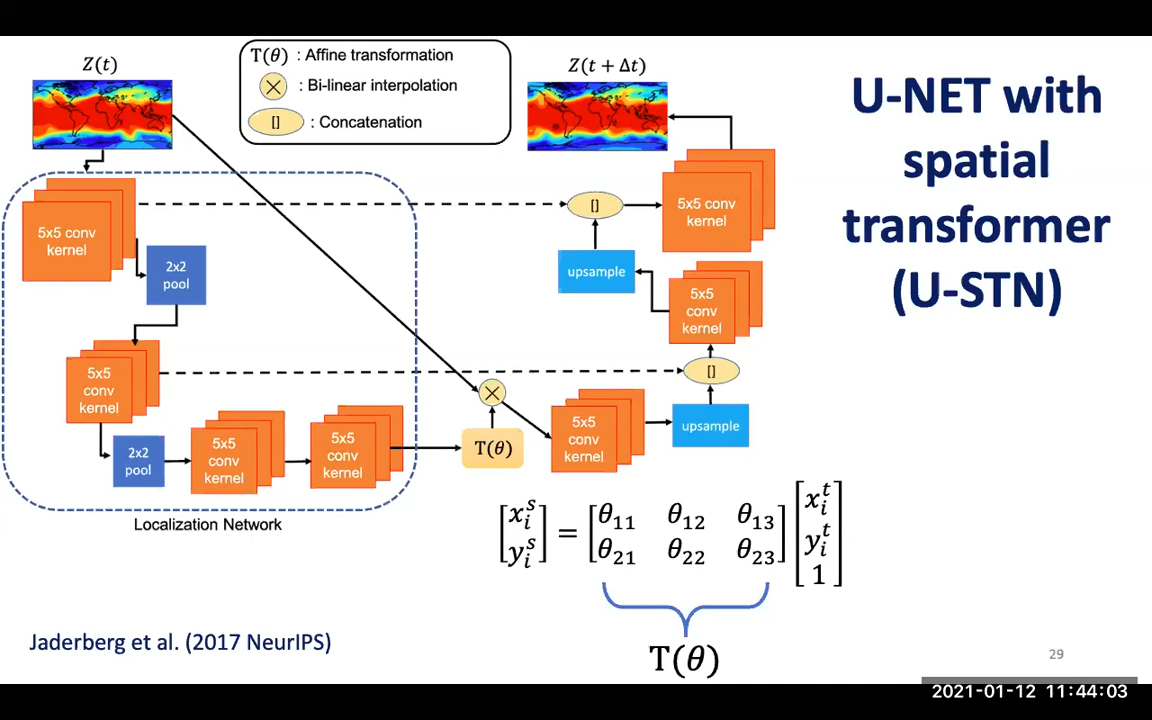 Z(t)
T(θ) : Affine transformation
: Bi-linear interpolation
[] : Concatenation
Z(t + Δt)
U-NET with
spatial
transformer
(U-STN)
5x5 conv
kernel
2x2
pool
5x5
conv
kernel
2x2
pool
5x5
conv
kernel
5x5
conv
kernel
Localization Network
T(θ)
5x5
conv
kernel
upsample
[]
5x5
conv
kernel
upsample
[]
5x5 conv
kernel
[x_i^s y_i^s] = [θ11 θ12 θ13 θ21 θ22 θ23] [x_i^t y_i^t 1]
T(θ)
Jaderberg et al. (2017 NeurIPS)
29
2021-01-12 11:44:03